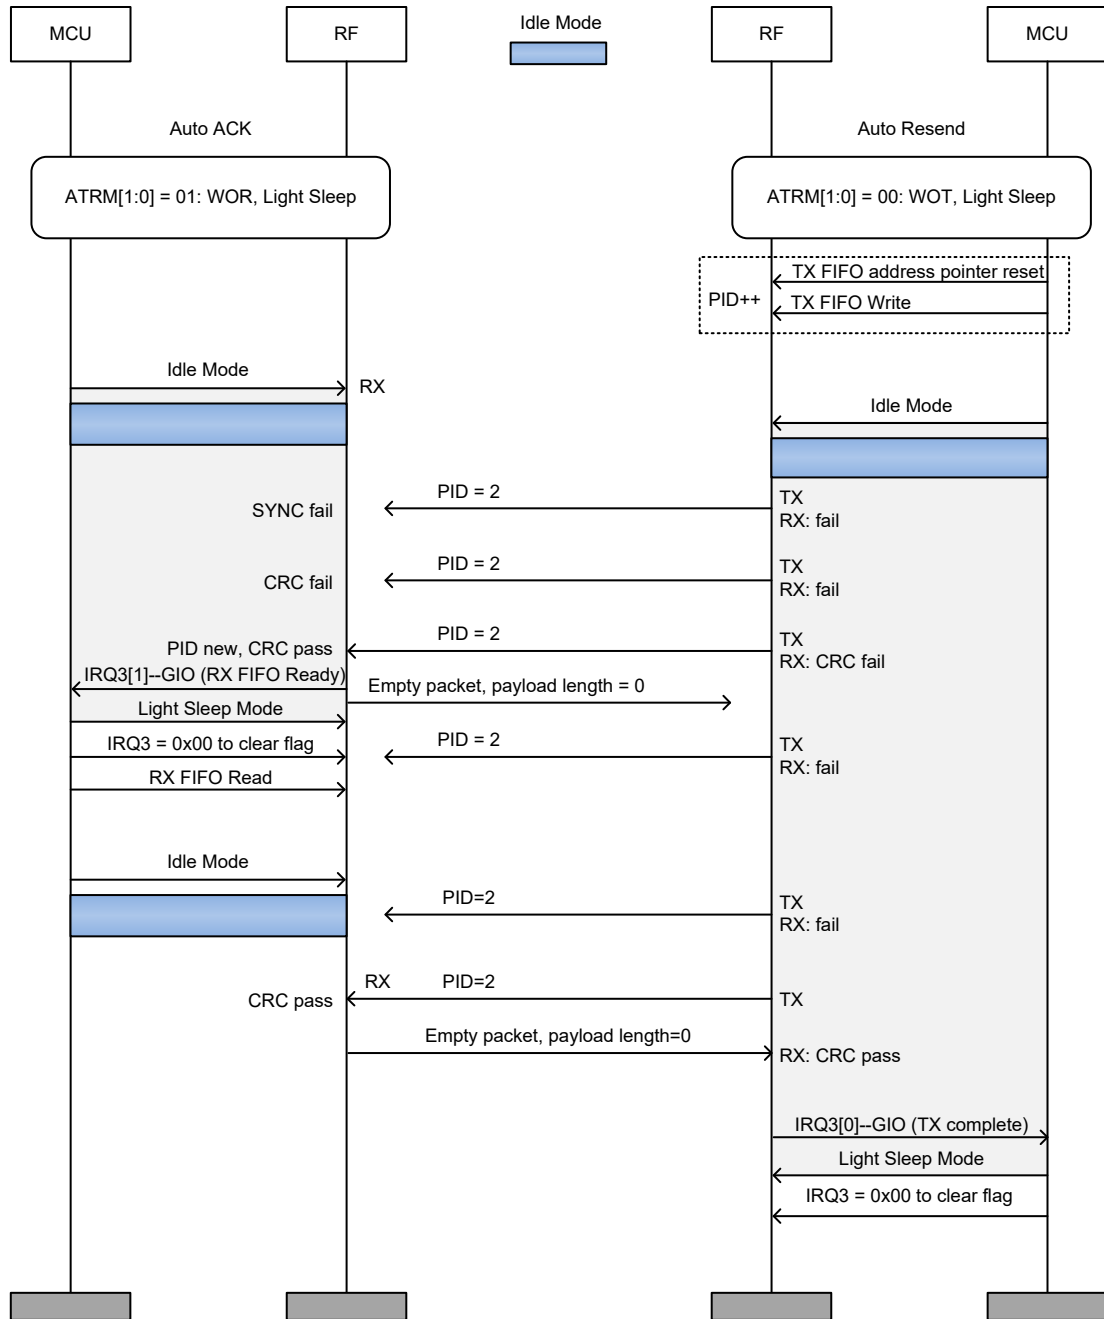 MCU
RF
Idle Mode
RF
MCU
Auto ACK
Auto Resend
ATRM[1:0] = 01: WOR, Light Sleep
ATRM[1:0] = 00: WOT, Light Sleep
TX FIFO address pointer reset
PID++
TX FIFO Write
Idle Mode
RX
Idle Mode
PID = 2
TX
SYNC fail
RX: fail
PID = 2
TX
CRC fail
RX: fail
PID = 2
TX
PID new, CRC pass
RX: CRC fail
IRQ3[1]--GIO (RX FIFO Ready)
Empty packet, payload length = 0
Light Sleep Mode
IRQ3 = 0x00 to clear flag
PID = 2
TX
RX: fail
RX FIFO Read
Idle Mode
PID=2
TX
RX: fail
RX
PID=2
CRC pass
TX
Empty packet, payload length=0
RX: CRC pass
IRQ3[0]--GIO (TX complete)
Light Sleep Mode
IRQ3 = 0x00 to clear flag